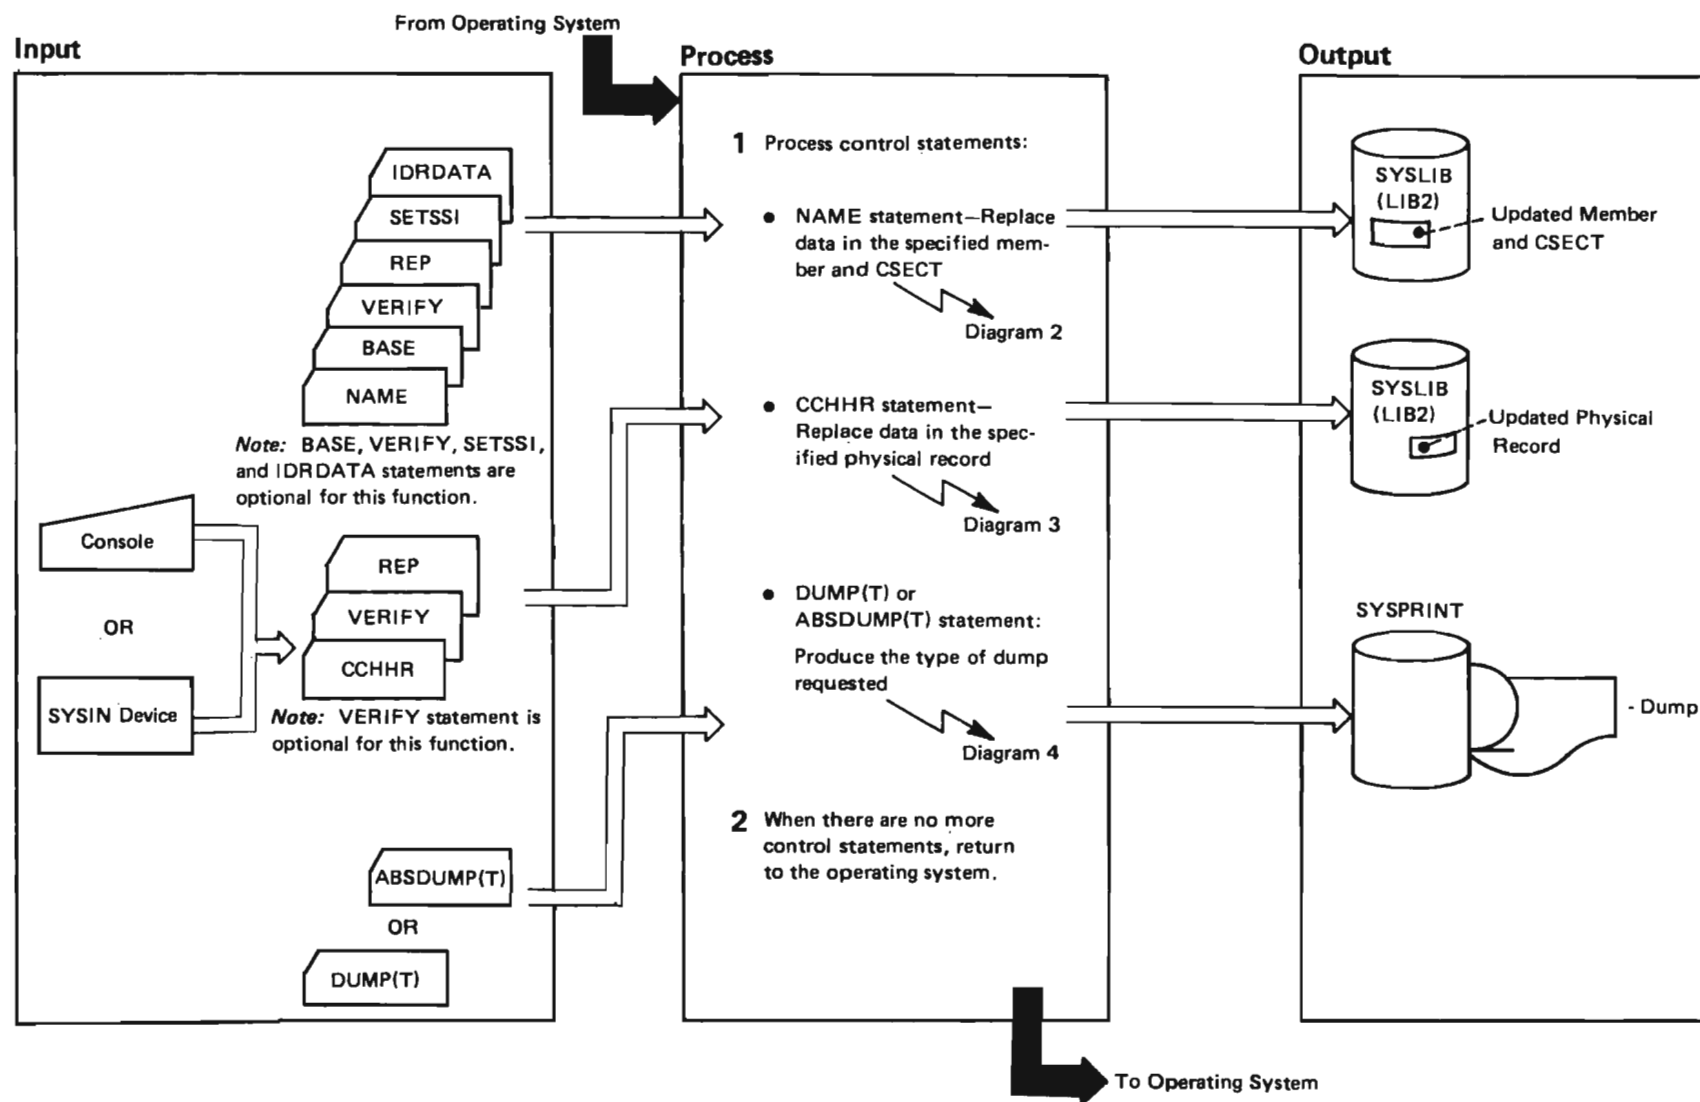 From Operating System
Input
Process
Output
IDRDATA
SETSSI
REP
VERIFY
BASE
NAME
Note: BASE, VERIFY, SETSSI,
and IDRDATA statements are
optional for this function.
Console
OR
SYSIN Device
REP
VERIFY
CCHHR
Note: VERIFY statement is
optional for this function.
ABSDUMP(T)
OR
DUMP(T)
1 Process control statements:
• NAME statement—Replace
data in the specified mem-
ber and CSECT
Diagram 2
• CCHHR statement—
Replace data in the spec-
ified physical record
Diagram 3
• DUMP(T) or
ABSDUMP(T) statement:
Produce the type of dump
requested
Diagram 4
2 When there are no more
control statements, return
to the operating system.
SYSLIB
(LIB2)
Updated Member
and CSECT
SYSLIB
(LIB2)
Updated Physical
Record
SYSPRINT
- Dump
To Operating System